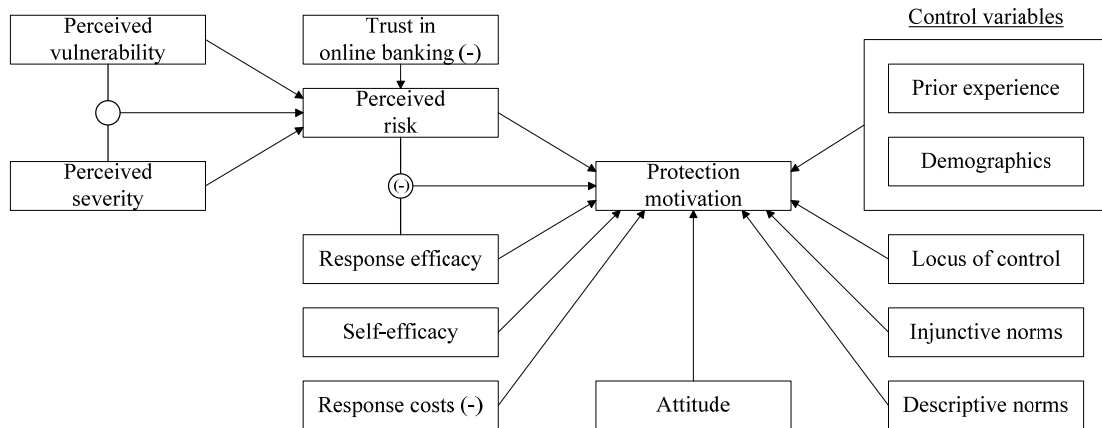 Perceived
vulnerability
Trust in
online banking (-)
Control variables
Prior experience
Perceived
risk
Demographics
Perceived
severity
(-)
Protection
motivation
Response efficacy
Locus of control
Self-efficacy
Injunctive norms
Response costs (-)
Attitude
Descriptive norms